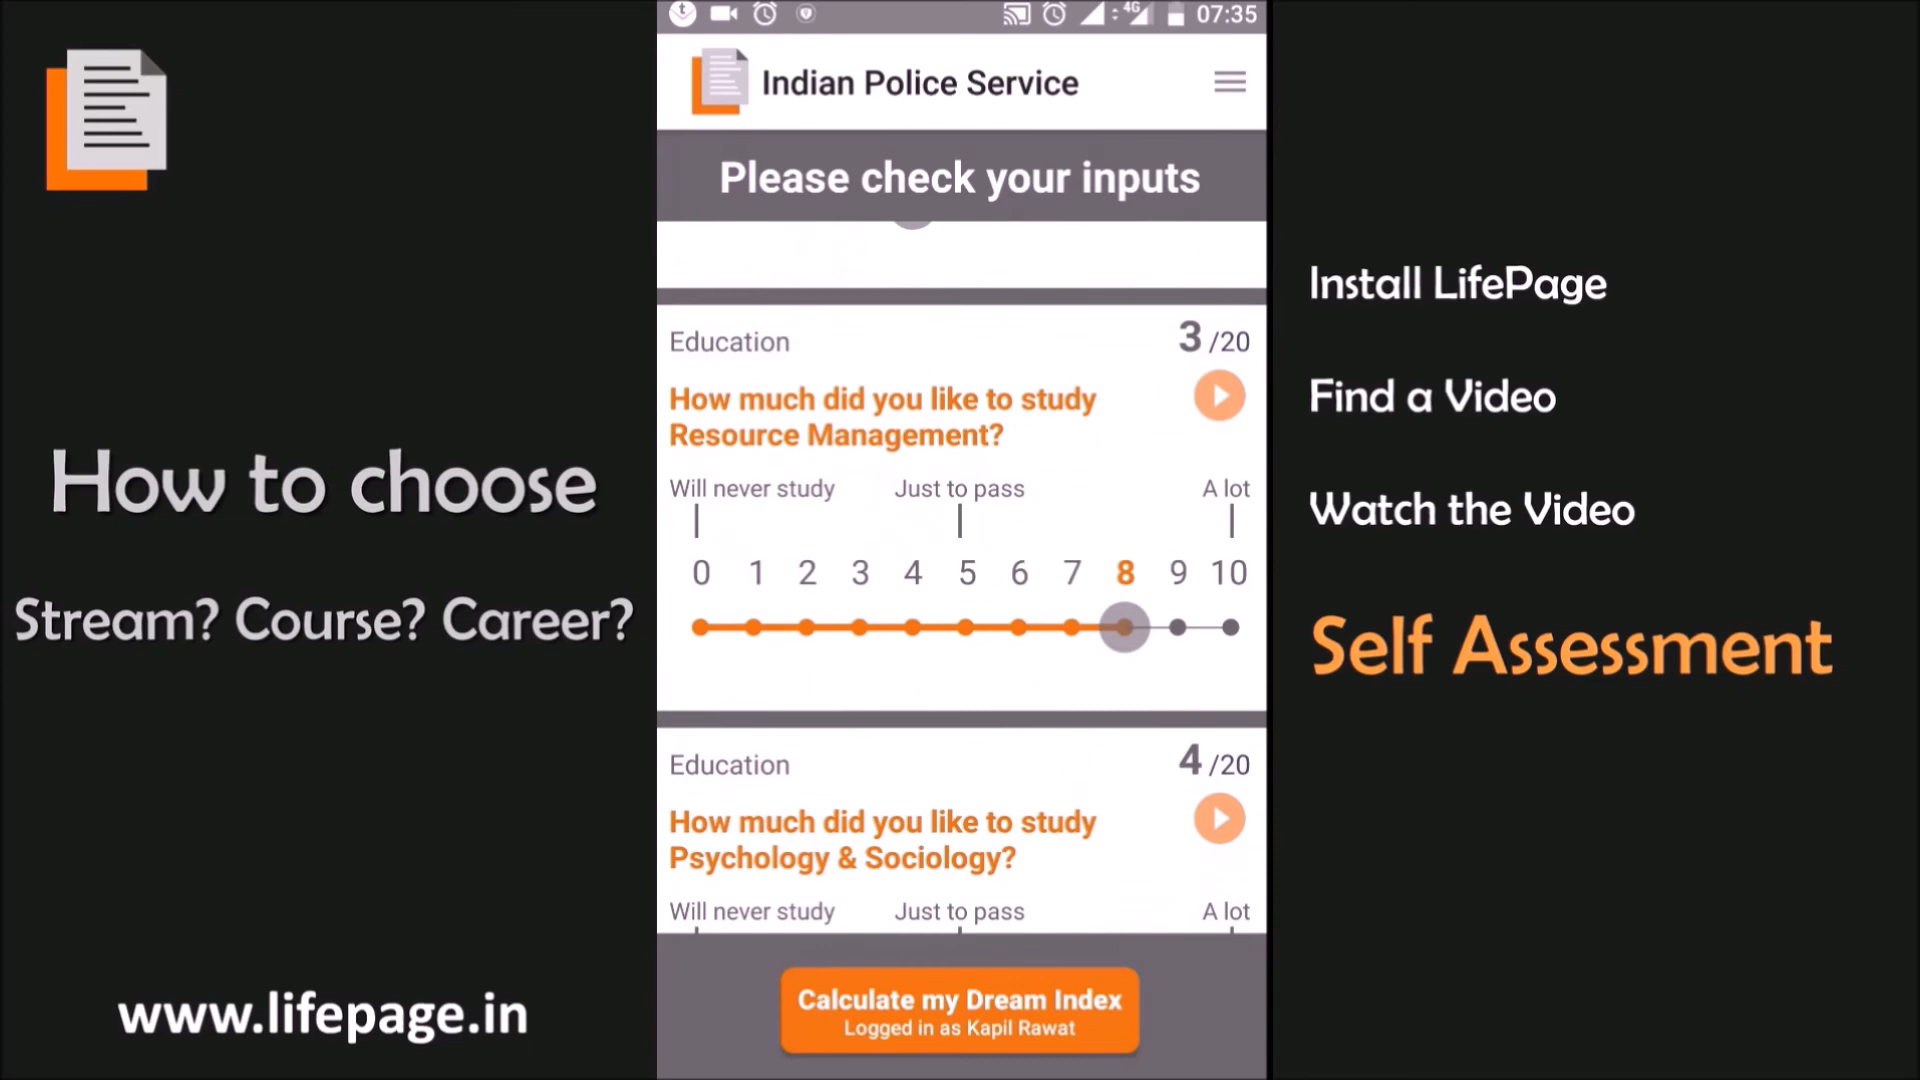 How to choose
Stream? Course? Career?
www.lifepage.in
4G
07:35
Indian Police Service
Please check your inputs
Education
3 /20
How much did you like to study
Resource Management?
Will never study Just to pass A lot
0 1 2 3 4 5 6 7 8 9 10
Education
4 /20
How much did you like to study
Psychology & Sociology?
Will never study Just to pass A lot
Calculate my Dream Index
Logged in as Kapil Rawat
Install LifePage
Find a Video
Watch the Video
Self Assessment